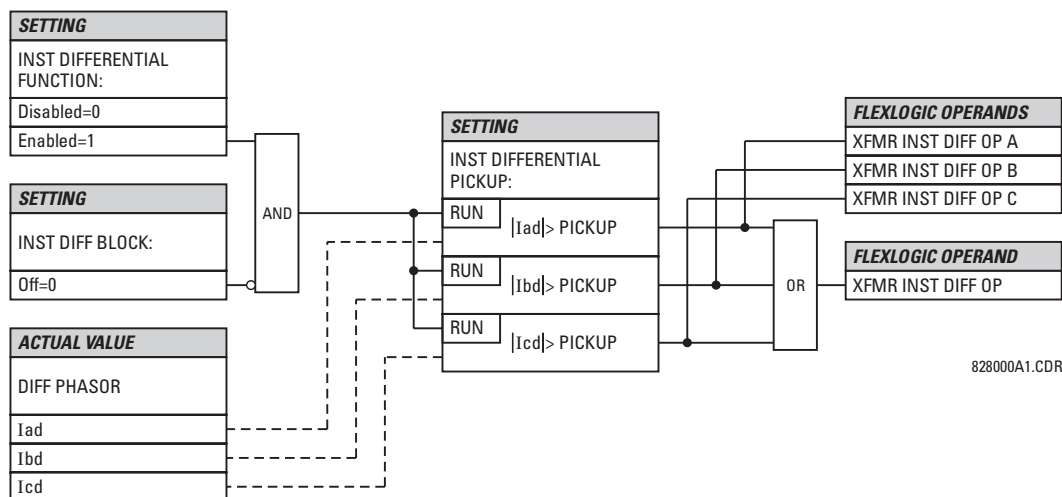 SETTING
INST DIFFERENTIAL
FUNCTION:
Disabled=0
Enabled=1
SETTING
INST DIFF BLOCK:
Off=0
ACTUAL VALUE
DIFF PHASOR
Iad
Ibd
Icd
AND
SETTING
INST DIFFERENTIAL
PICKUP:
RUN
|Iad|> PICKUP
RUN
|Ibd|> PICKUP
RUN
|Icd|> PICKUP
OR
FLEXLOGIC OPERANDS
XFMR INST DIFF OP A
XFMR INST DIFF OP B
XFMR INST DIFF OP C
FLEXLOGIC OPERAND
XFMR INST DIFF OP
828000A1.CDR